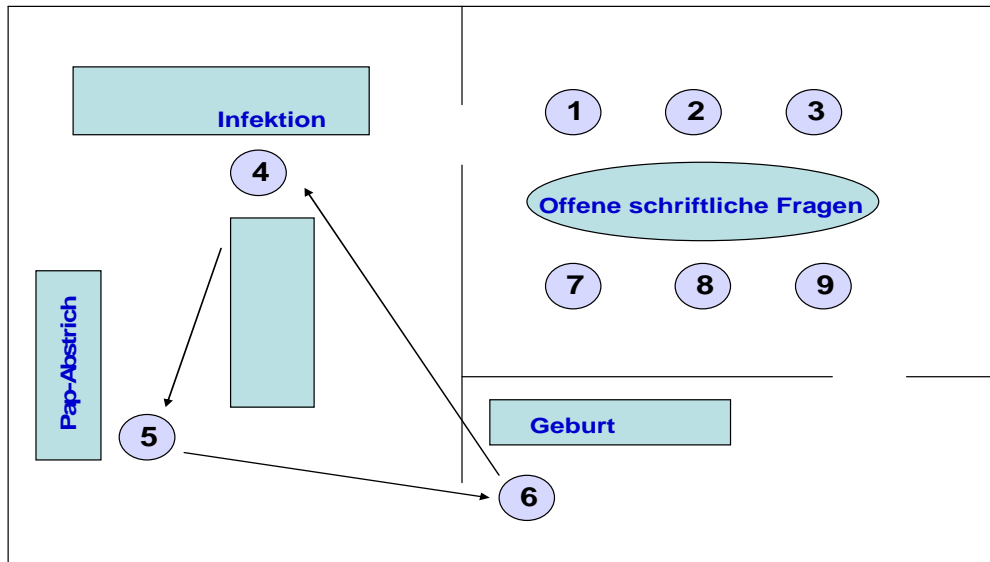 Infektion
4
Pap-Abstrich
5
1 2 3
Offene schriftliche Fragen
7 8 9
Geburt
6